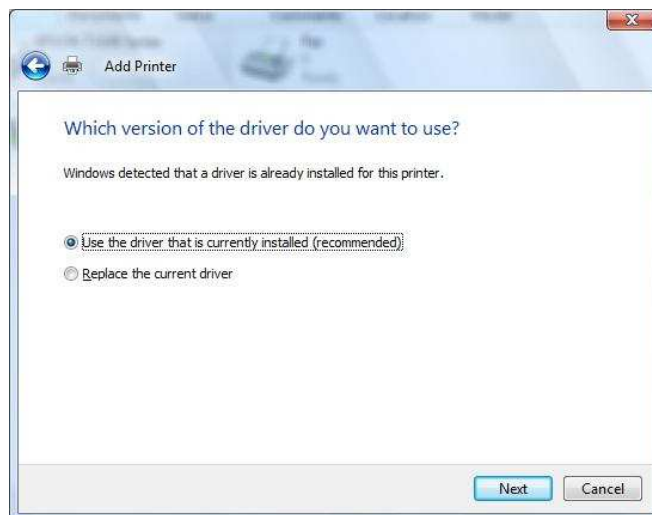 Add Printer
Which version of the driver do you want to use?
Windows detected that a driver is already installed for this printer.
Use the driver that is currently installed (recommended)
Replace the current driver
Next
Cancel